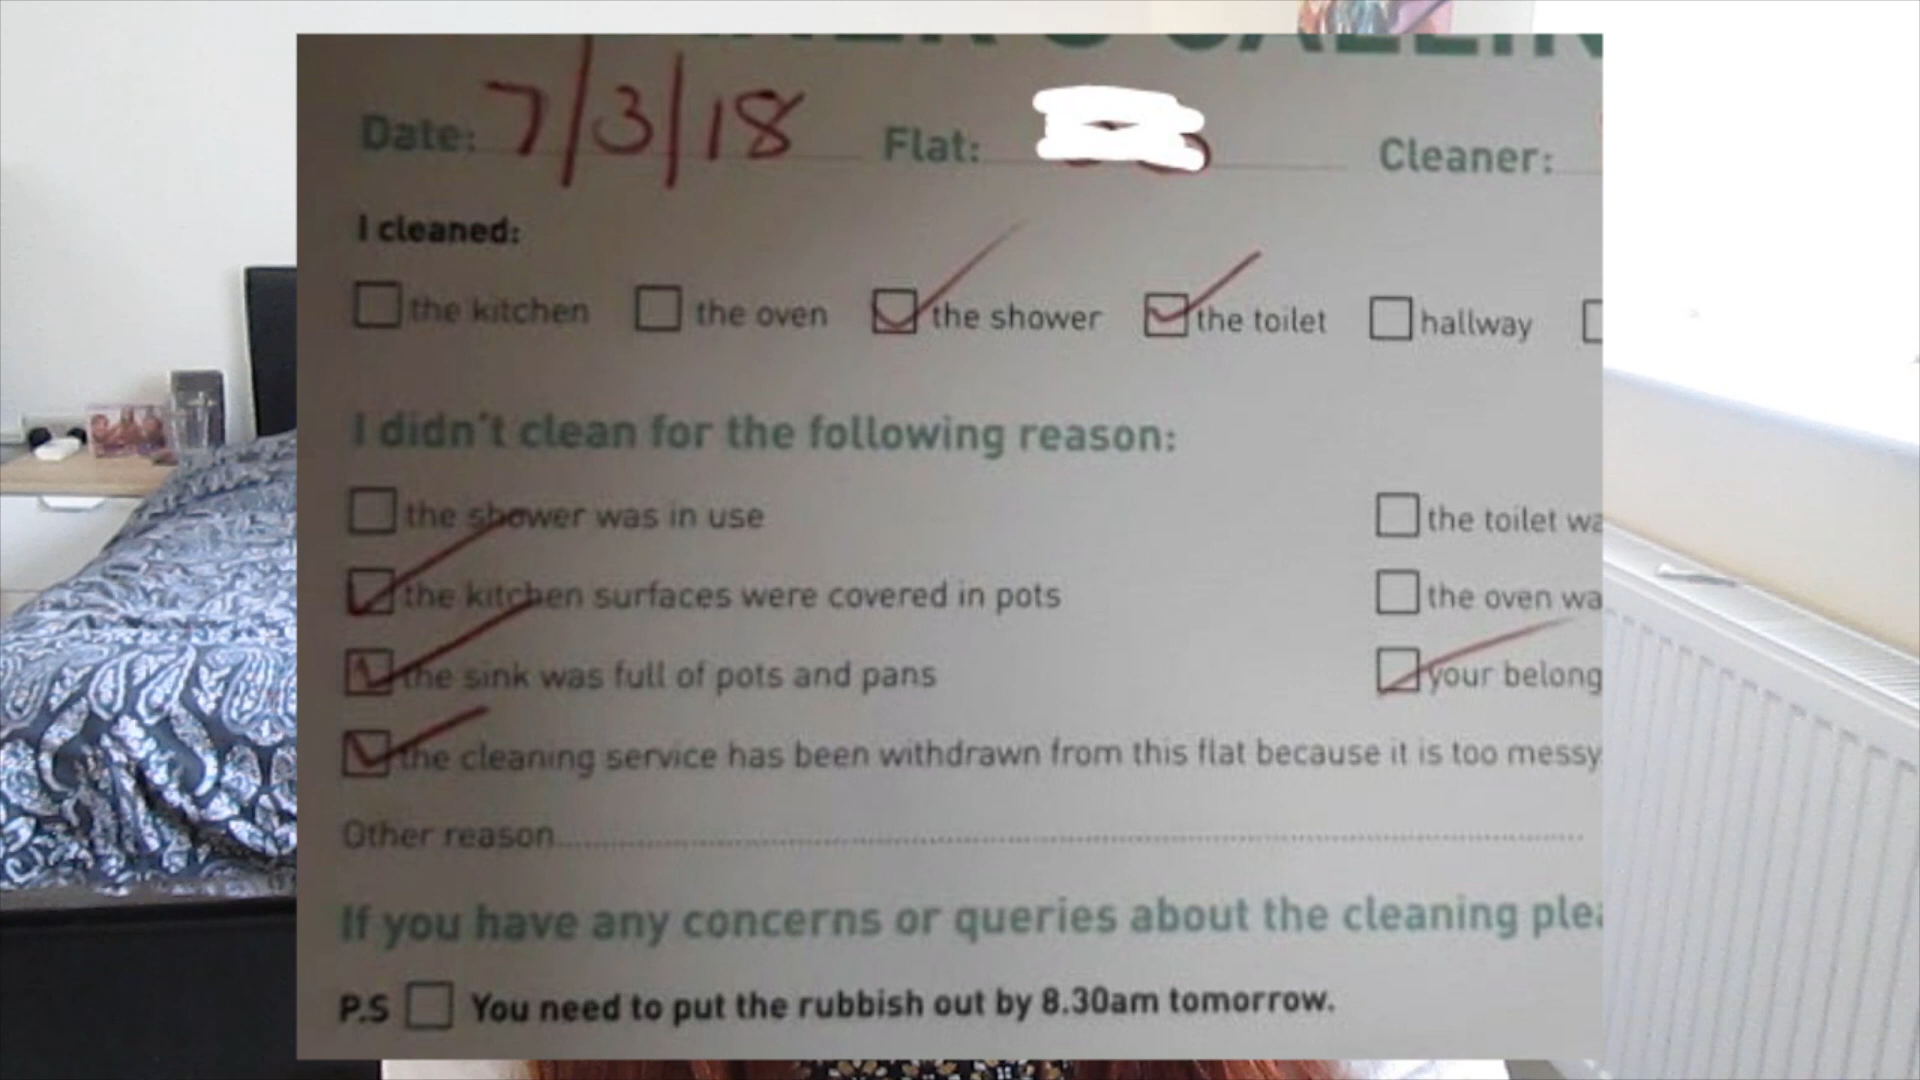 Date: 7/3/18 Flat: Cleaner:
I cleaned:
the kitchen the oven the shower the toilet hallway
I didn't clean for the following reason:
the shower was in use the toilet
the kitchen surfaces were covered in pots the oven
the sink was full of pots and pans your
the cleaning service has been withdrawn from this flat because it is too messy
Other reason
If you have any concerns or queries about the cleaning
P.S You need to put the rubbish out by 8.30am tomorrow.